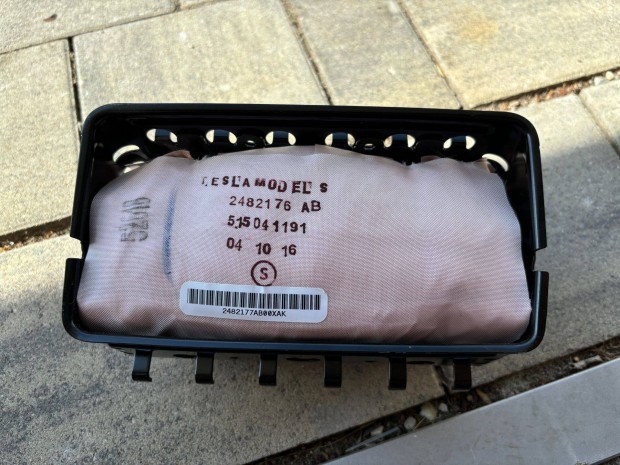 TESLA MODEL S
2482176 AB
515041191
04 10 16
S
2482177AB00XAK